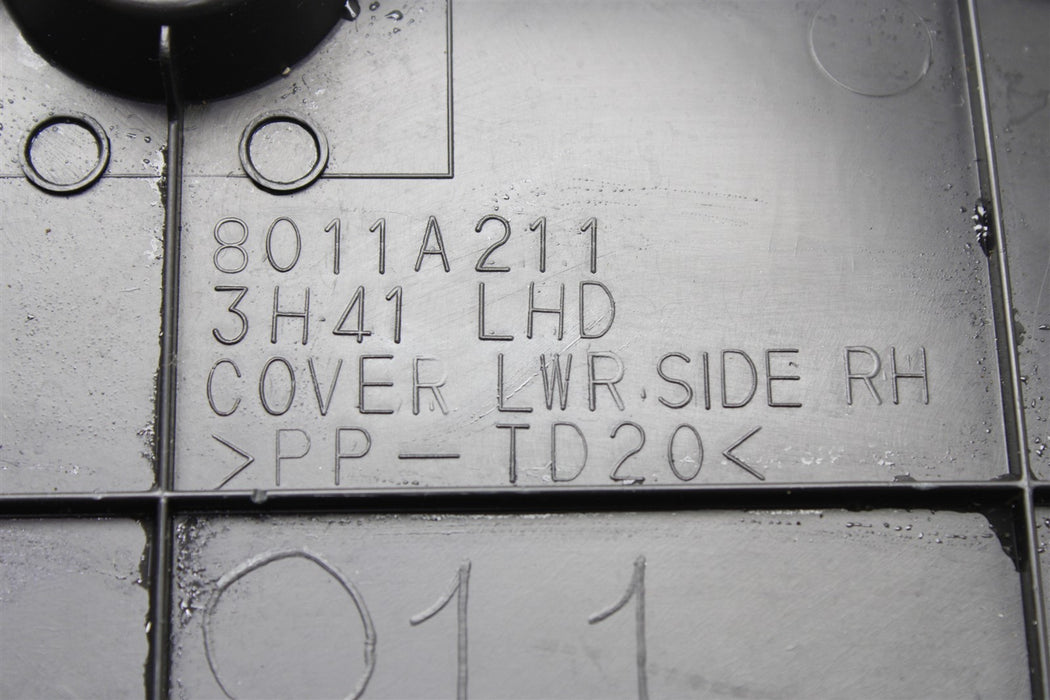 8011A211
3H41 LHD
COVER LWR.SIDE RH
>PP-TD20<
011